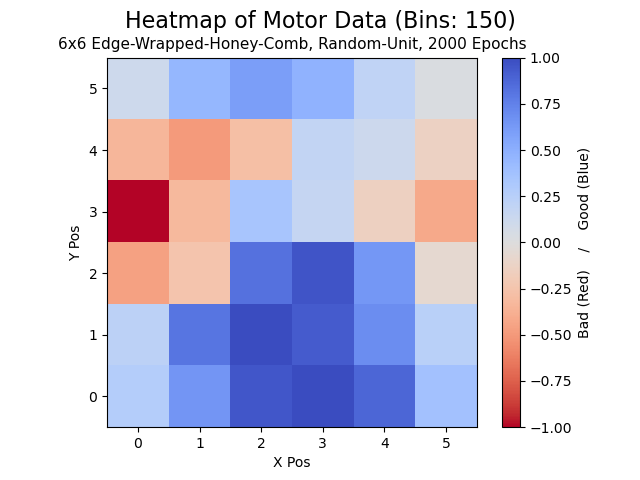 Heatmap of Motor Data (Bins: 150)
6x6 Edge-Wrapped-Honey-Comb, Random-Unit, 2000 Epochs
5
4
3
2
1
0
Y Pos
0 1 2 3 4 5
X Pos
1.00
0.75
0.50
0.25
0.00
−0.25
−0.50
−0.75
−1.00
Bad (Red) / Good (Blue)